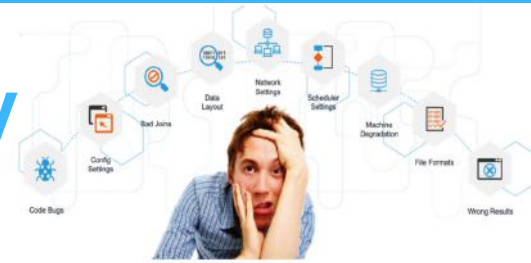 Code Bugs
Config
Settings
Bad Joins
Data
Layout
Network
Settings
Scheduler
Settings
Machine
Degradation
File Formats
Wrong Results